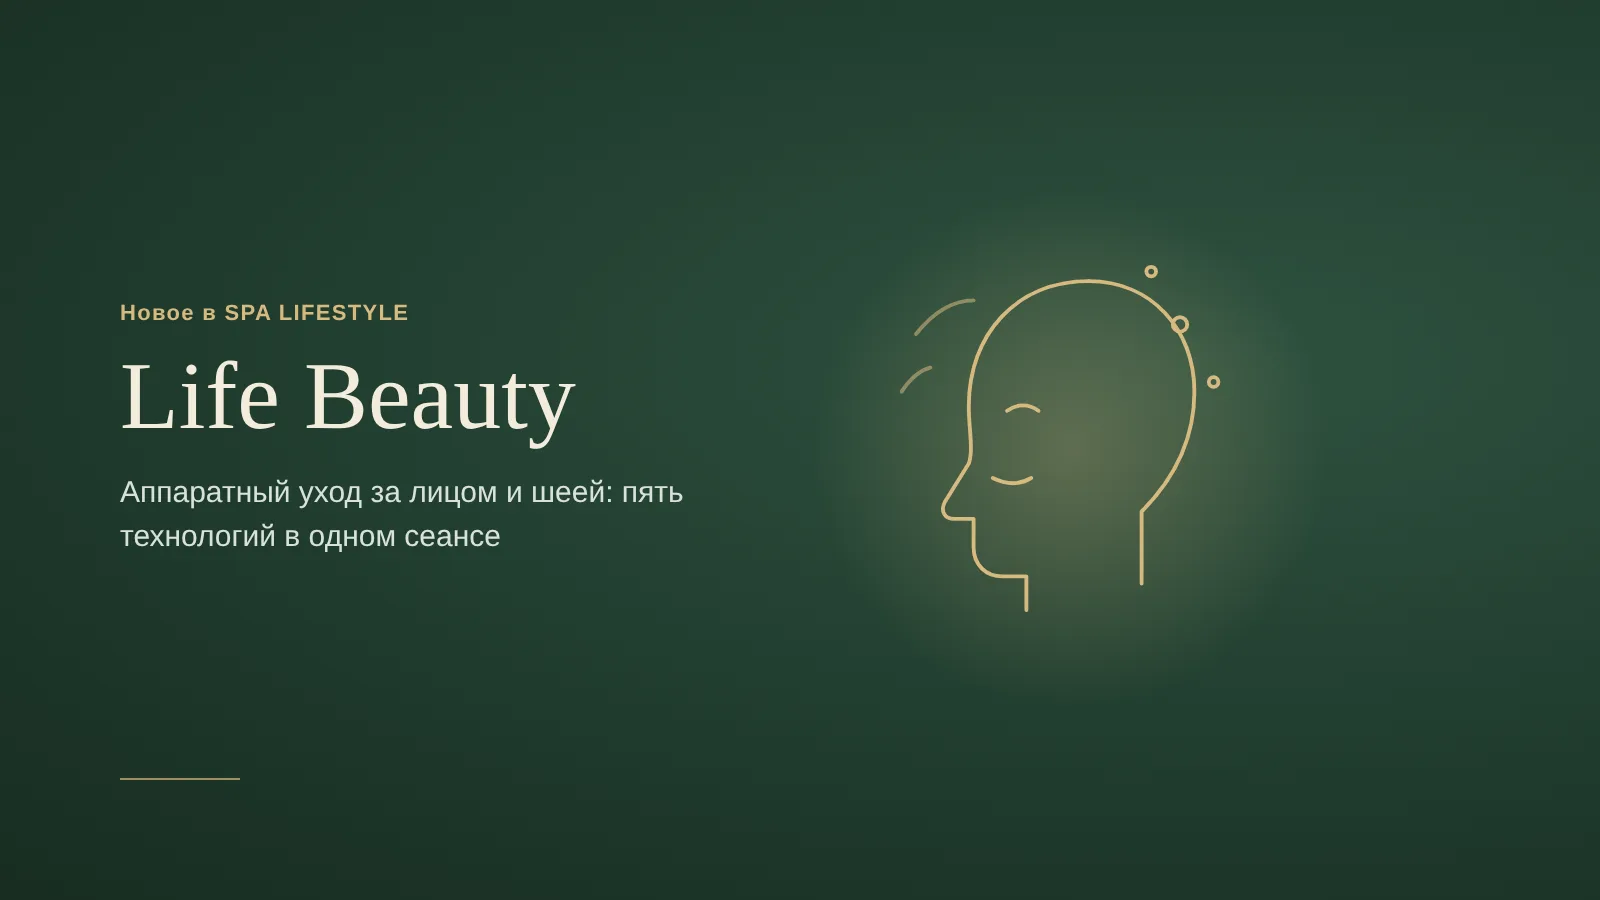 Новое в SPA LIFESTYLE
Life Beauty
Аппаратный уход за лицом и шеей: пять
технологий в одном сеансе